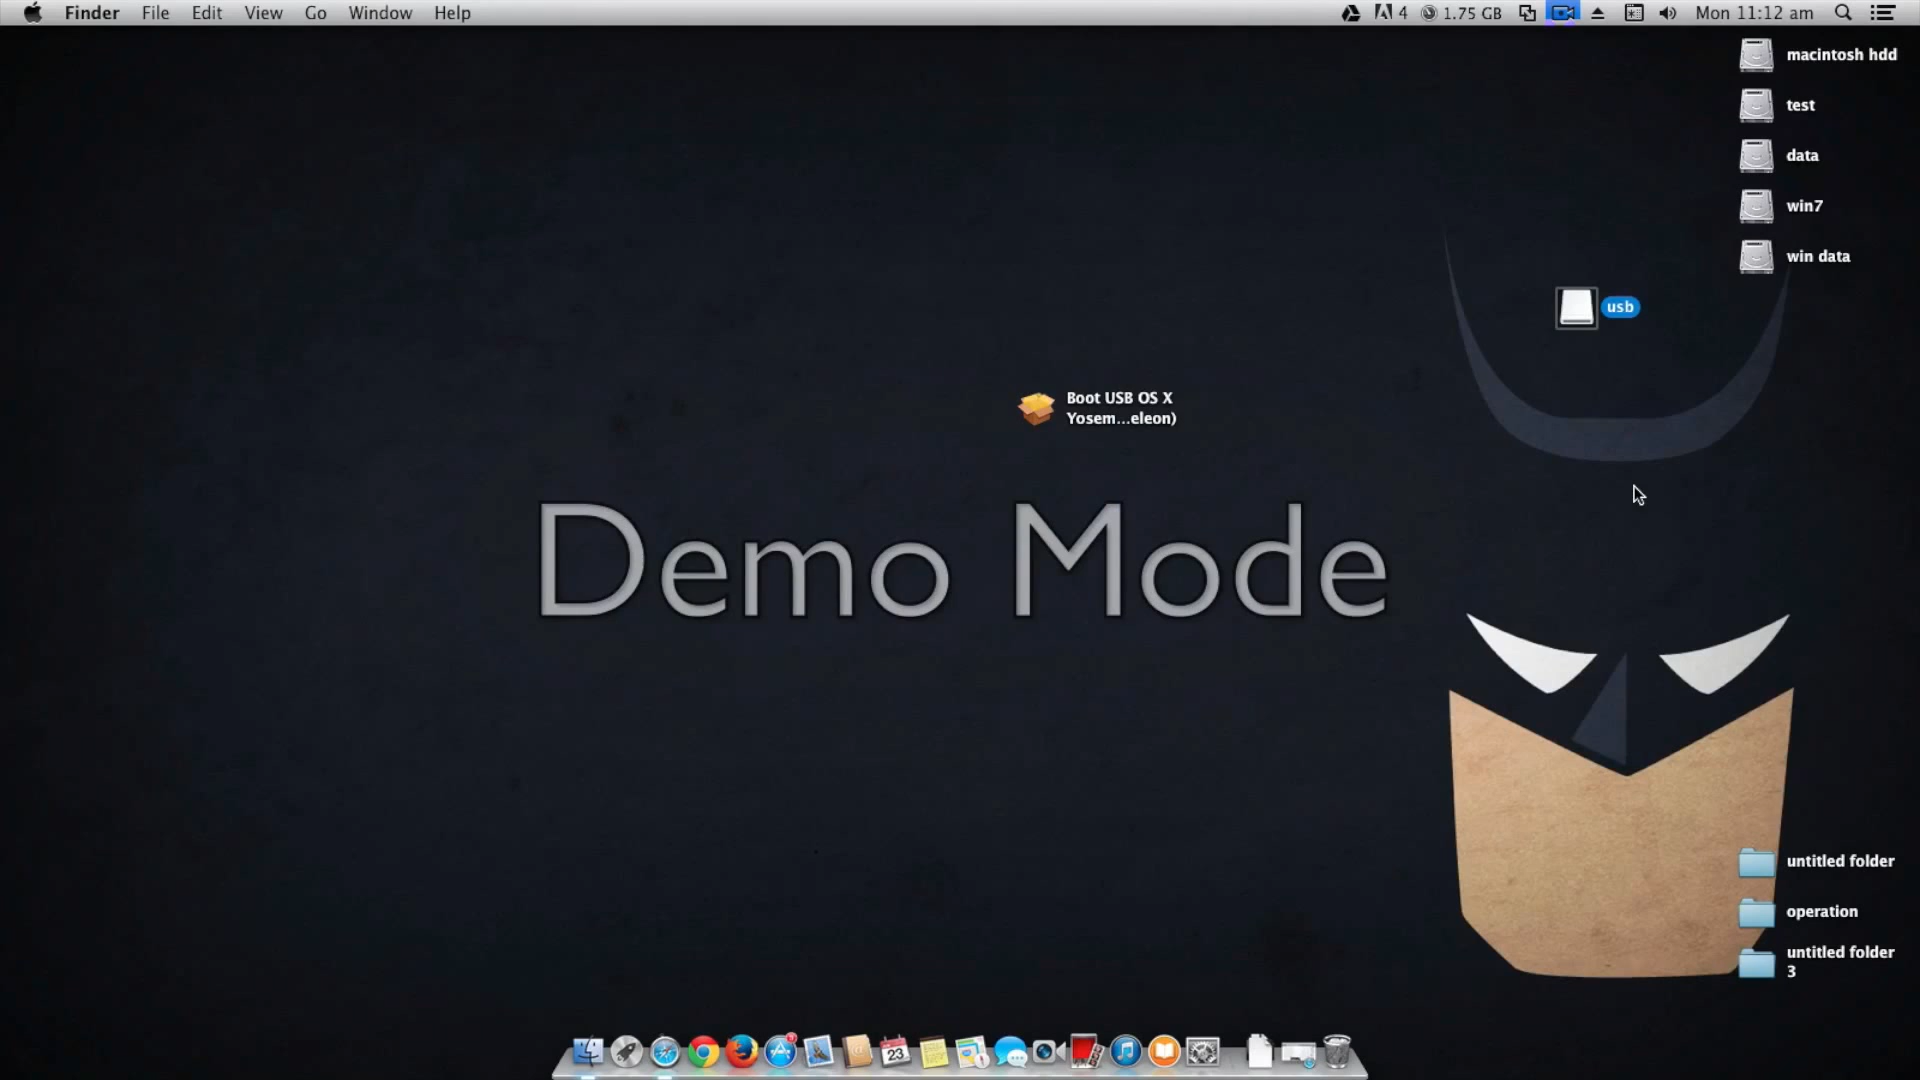 Finder File Edit View Go Window Help 4 1.75 GB Mon 11:12 am
macintosh hdd
test
data
win7
win data
usb
Boot USB OS X
Yosem...eleon)
Demo Mode
untitled folder
operation
untitled folder
3
23